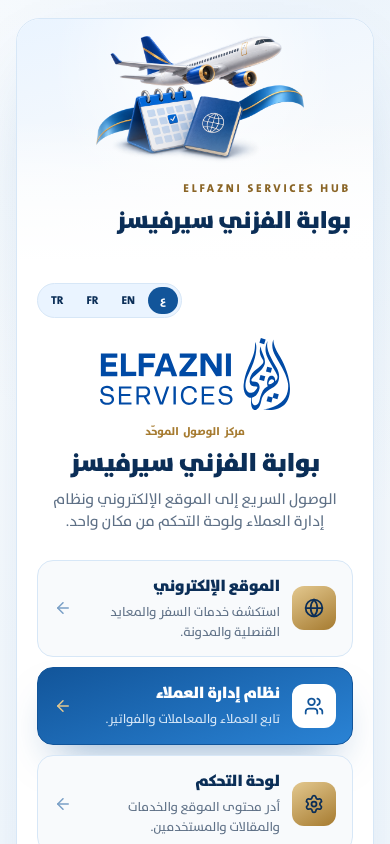 ELFAZNI SERVICES HUB
بوابة الفزني سيرفيسز
ع EN FR TR
ELFAZNI
SERVICES
مركز الوصول الموحّد
بوابة الفزني سيرفيسز
الوصول السريع إلى الموقع الإلكتروني ونظام
إدارة العملاء ولوحة التحكم من مكان واحد.
الموقع الإلكتروني
استكشف خدمات السفر والمعايد
القنصلية والمدونة.
نظام إدارة العملاء
تابع العملاء والمعاملات والفواتير.
لوحة التحكم
أدر محتوى الموقع والخدمات
والمقالات والمستخدمين.